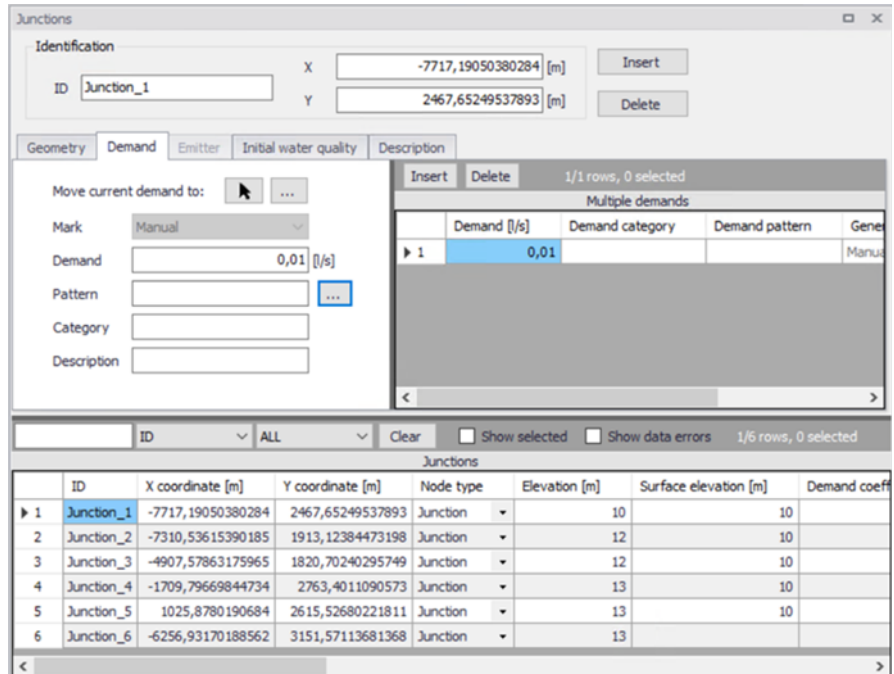 Junctions
Identification
ID Junction_1
X -7717,19050380284 [m] Insert
Y 2467,65249537893 [m] Delete
Geometry Demand Emitter Initial water quality Description
Move current demand to: ...
Mark Manual
Demand 0,01 [l/s]
Pattern ...
Category
Description
Insert Delete 1/1 rows, 0 selected
Multiple demands
Demand [l/s] Demand category Demand pattern Gene
1 0,01 Manua
ID ALL Clear Show selected Show data errors 1/6 rows, 0 selected
Junctions
ID X coordinate [m] Y coordinate [m] Node type Elevation [m] Surface elevation [m] Demand coeff
1 Junction_1 -7717,19050380284 2467,65249537893 Junction 10 10
2 Junction_2 -7310,53615390185 1913,12384473198 Junction 12 10
3 Junction_3 -4907,57863175965 1820,70240295749 Junction 12 10
4 Junction_4 -1709,79669844734 2763,4011090573 Junction 13 10
5 Junction_5 1025,8780190684 2615,52680221811 Junction 13 10
6 Junction_6 -6256,93170188562 3151,57113681368 Junction 13